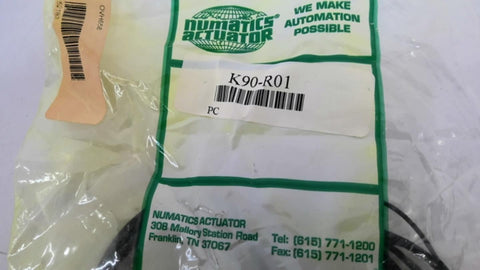 numatics
actuator
WE MAKE
AUTOMATION
POSSIBLE
K90-R01
PC
NUMATICS ACTUATOR
308 Mallory Station Road
Franklin, TN 37067
Tel: (615) 771-1200
Fax: (615) 771-1201